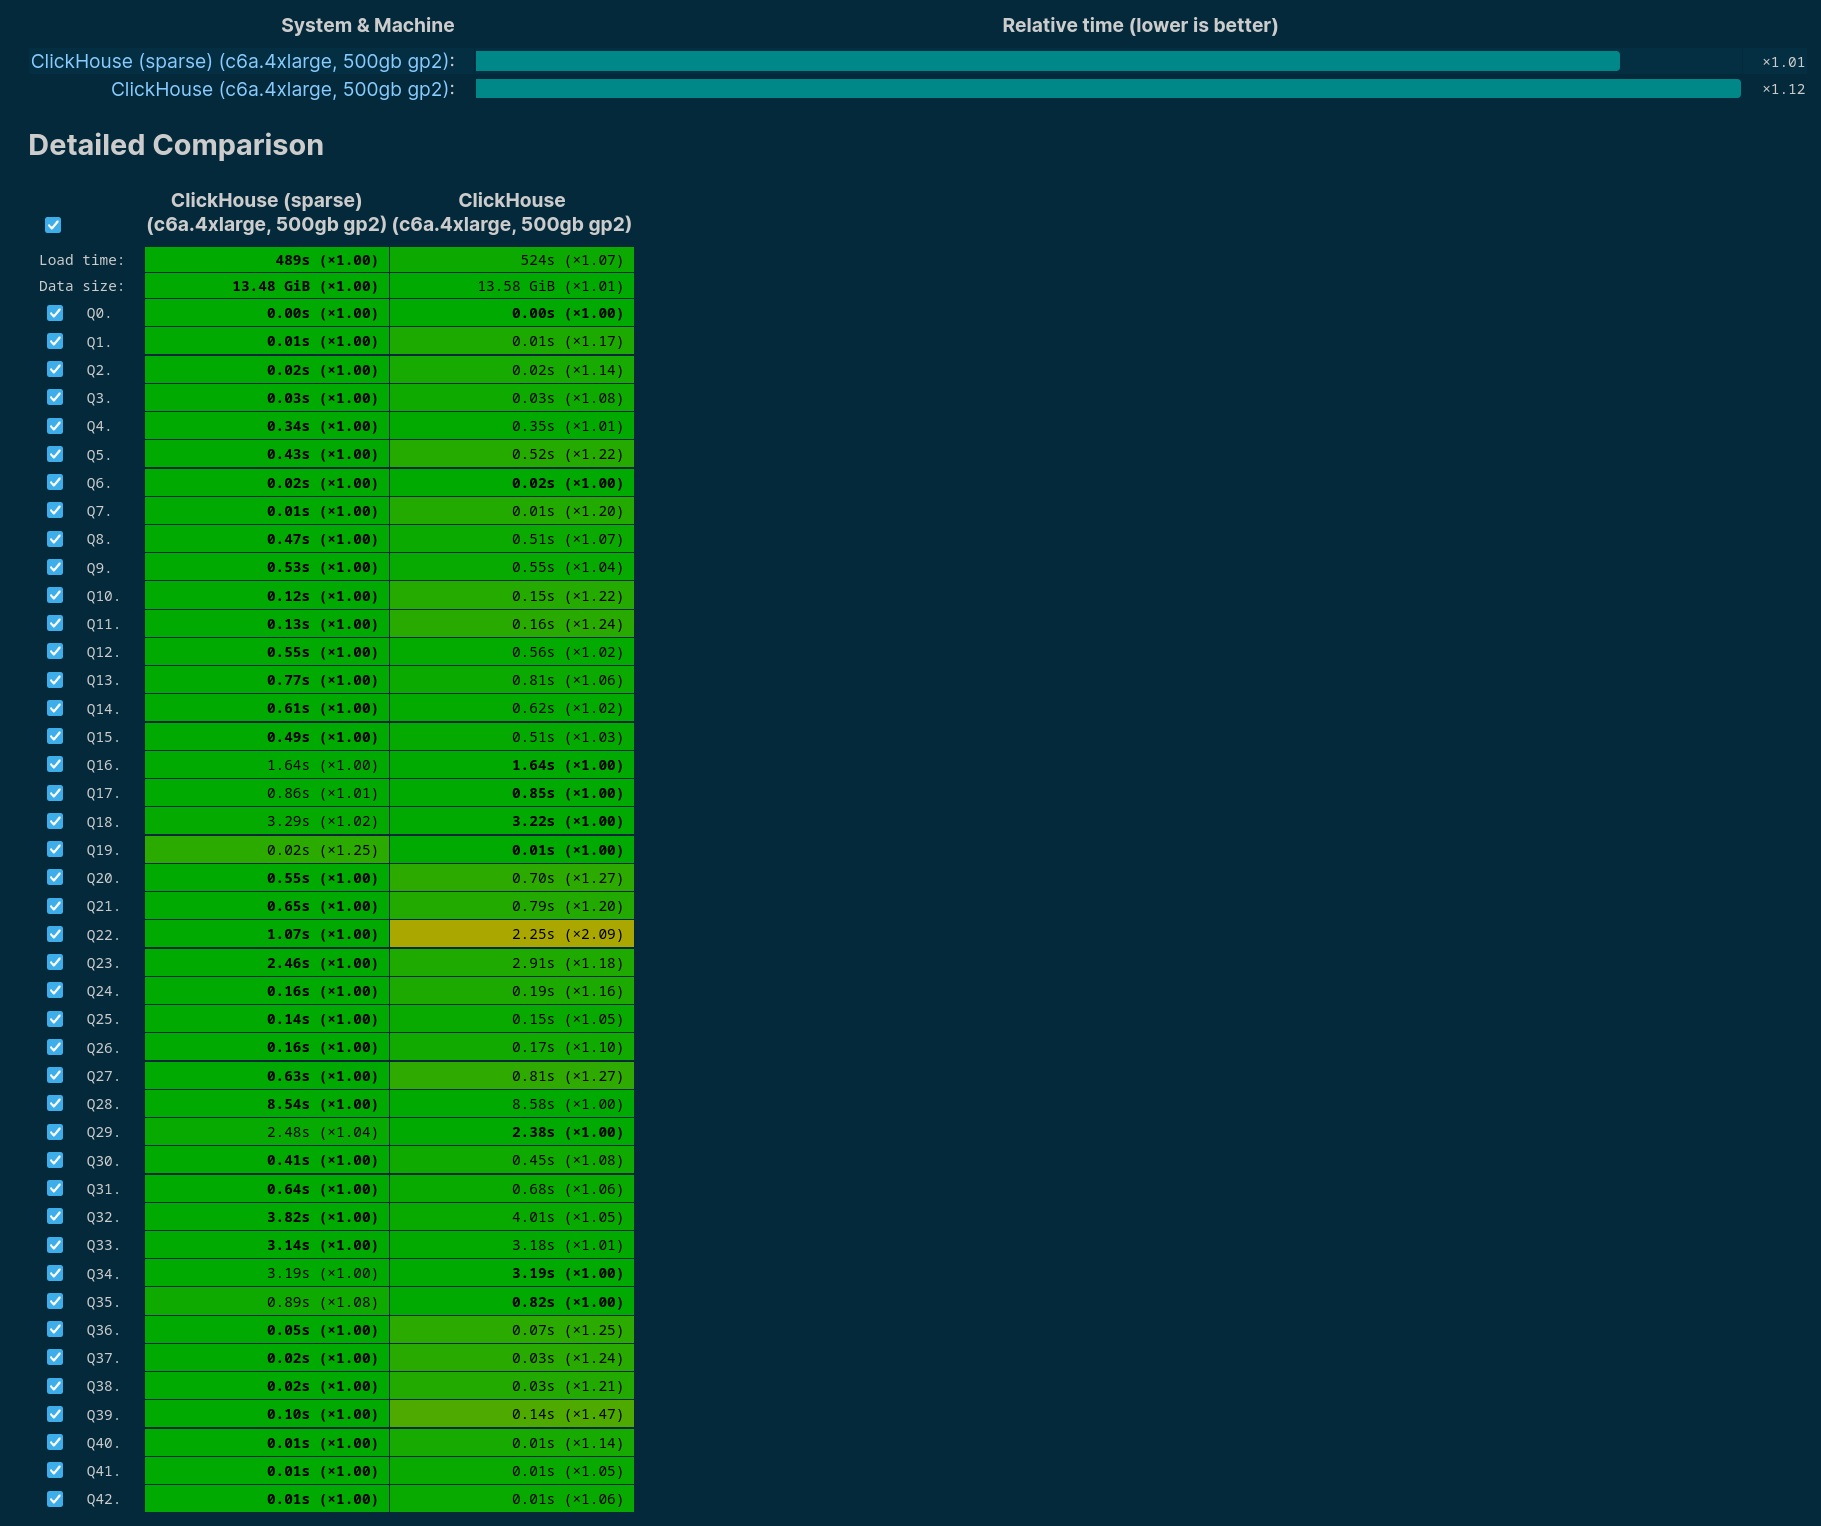 System & Machine Relative time (lower is better)
ClickHouse (sparse) (c6a.4xlarge, 500gb gp2): ×1.01
ClickHouse (c6a.4xlarge, 500gb gp2): ×1.12
Detailed Comparison
ClickHouse (sparse) ClickHouse
(c6a.4xlarge, 500gb gp2) (c6a.4xlarge, 500gb gp2)
Load time: 489s (×1.00) 524s (×1.07)
Data size: 13.48 GiB (×1.00) 13.58 GiB (×1.01)
Q0. 0.00s (×1.00) 0.00s (×1.00)
Q1. 0.01s (×1.00) 0.01s (×1.17)
Q2. 0.02s (×1.00) 0.02s (×1.14)
Q3. 0.03s (×1.00) 0.03s (×1.08)
Q4. 0.34s (×1.00) 0.35s (×1.01)
Q5. 0.43s (×1.00) 0.52s (×1.22)
Q6. 0.02s (×1.00) 0.02s (×1.00)
Q7. 0.01s (×1.00) 0.01s (×1.20)
Q8. 0.47s (×1.00) 0.51s (×1.07)
Q9. 0.53s (×1.00) 0.55s (×1.04)
Q10. 0.12s (×1.00) 0.15s (×1.22)
Q11. 0.13s (×1.00) 0.16s (×1.24)
Q12. 0.55s (×1.00) 0.56s (×1.02)
Q13. 0.77s (×1.00) 0.81s (×1.06)
Q14. 0.61s (×1.00) 0.62s (×1.02)
Q15. 0.49s (×1.00) 0.51s (×1.03)
Q16. 1.64s (×1.00) 1.64s (×1.00)
Q17. 0.86s (×1.01) 0.85s (×1.00)
Q18. 3.29s (×1.02) 3.22s (×1.00)
Q19. 0.02s (×1.25) 0.01s (×1.00)
Q20. 0.55s (×1.00) 0.70s (×1.27)
Q21. 0.65s (×1.00) 0.79s (×1.20)
Q22. 1.07s (×1.00) 2.25s (×2.09)
Q23. 2.46s (×1.00) 2.91s (×1.18)
Q24. 0.16s (×1.00) 0.19s (×1.16)
Q25. 0.14s (×1.00) 0.15s (×1.05)
Q26. 0.16s (×1.00) 0.17s (×1.10)
Q27. 0.63s (×1.00) 0.81s (×1.27)
Q28. 8.54s (×1.00) 8.58s (×1.00)
Q29. 2.48s (×1.04) 2.38s (×1.00)
Q30. 0.41s (×1.00) 0.45s (×1.08)
Q31. 0.64s (×1.00) 0.68s (×1.06)
Q32. 3.82s (×1.00) 4.01s (×1.05)
Q33. 3.14s (×1.00) 3.18s (×1.01)
Q34. 3.19s (×1.00) 3.19s (×1.00)
Q35. 0.89s (×1.08) 0.82s (×1.00)
Q36. 0.05s (×1.00) 0.07s (×1.25)
Q37. 0.02s (×1.00) 0.03s (×1.24)
Q38. 0.02s (×1.00) 0.03s (×1.21)
Q39. 0.10s (×1.00) 0.14s (×1.47)
Q40. 0.01s (×1.00) 0.01s (×1.14)
Q41. 0.01s (×1.00) 0.01s (×1.05)
Q42. 0.01s (×1.00) 0.01s (×1.06)